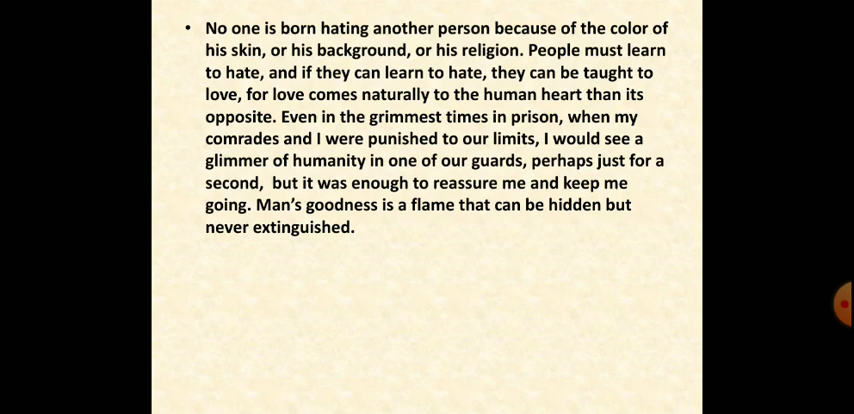 • No one is born hating another person because of the color of
his skin, or his background, or his religion. People must learn
to hate, and if they can learn to hate, they can be taught to
love, for love comes naturally to the human heart than its
opposite. Even in the grimmest times in prison, when my
comrades and I were punished to our limits, I would see a
glimmer of humanity in one of our guards, perhaps just for a
second,  but it was enough to reassure me and keep me
going. Man’s goodness is a flame that can be hidden but
never extinguished.